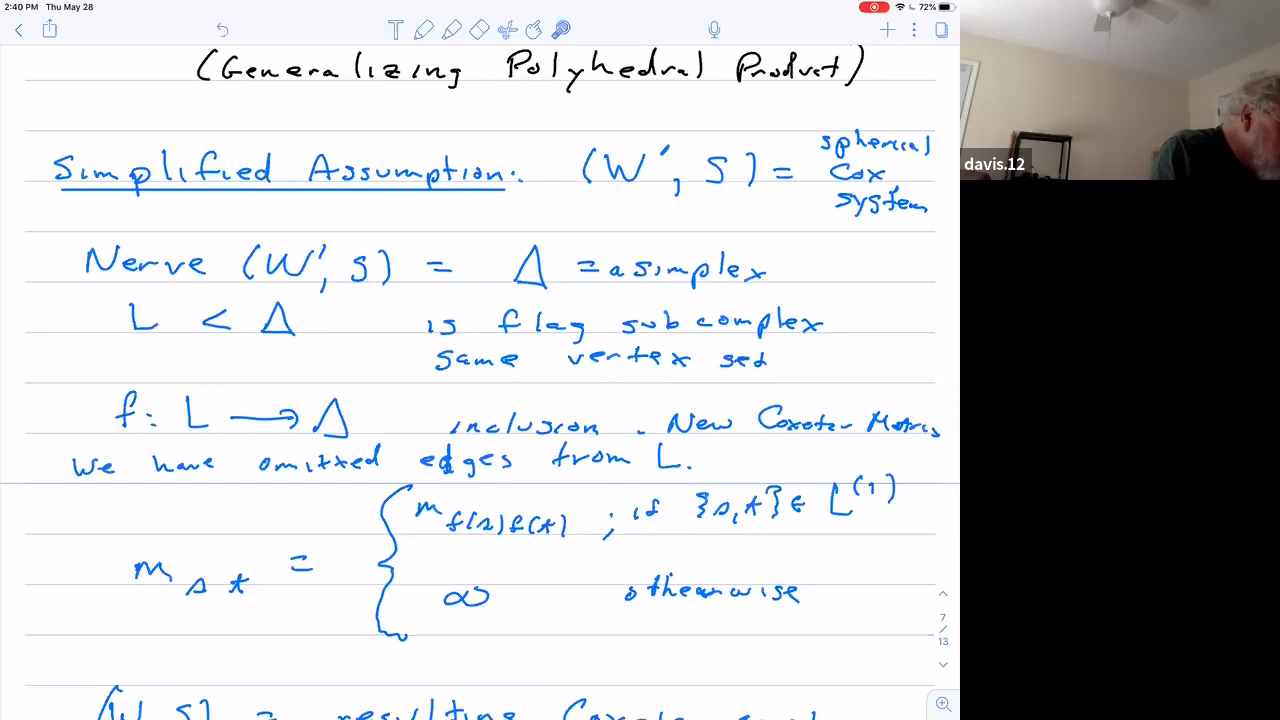 2:40 PM Thu May 28
72%
(Generalizing Polyhedral Product)
Simplified Assumption: (W′, S) = spherical Cox system
Nerve (W′, S) = Δ = a simplex
L < Δ is flag subcomplex
same vertex set
f: L ⟶ Δ inclusion. New Coxeter Matrix
We have omitted edges from L.
m_{st} = { m_{f(s)f(t)} ; if {s,t} ∈ L^{(1)}
∞ otherwise
(W, S) = resulting
7
/
13
davis.12